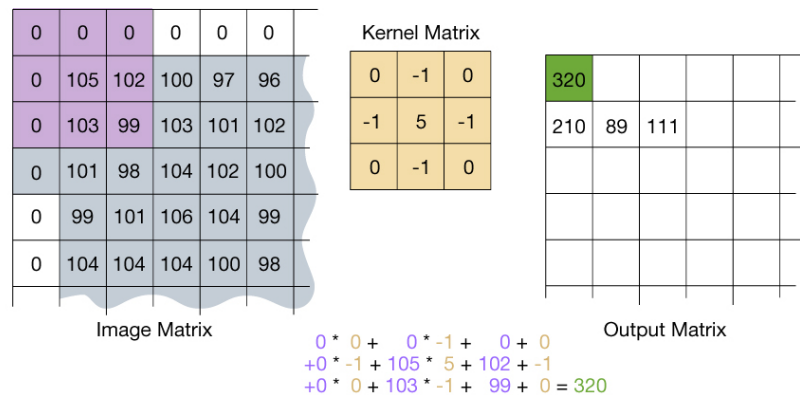 Kernel Matrix
0 0 0 0 0 0
0 105 102 100 97 96
0 103 99 103 101 102
0 101 98 104 102 100
0 99 101 106 104 99
0 104 104 104 100 98
Image Matrix
0 -1 0
-1 5 -1
0 -1 0
320
210 89 111
Output Matrix
0 * 0 + 0 * -1 + 0 + 0
+0 * -1 + 105 * 5 + 102 + -1
+0 * 0 + 103 * -1 + 99 + 0 = 320